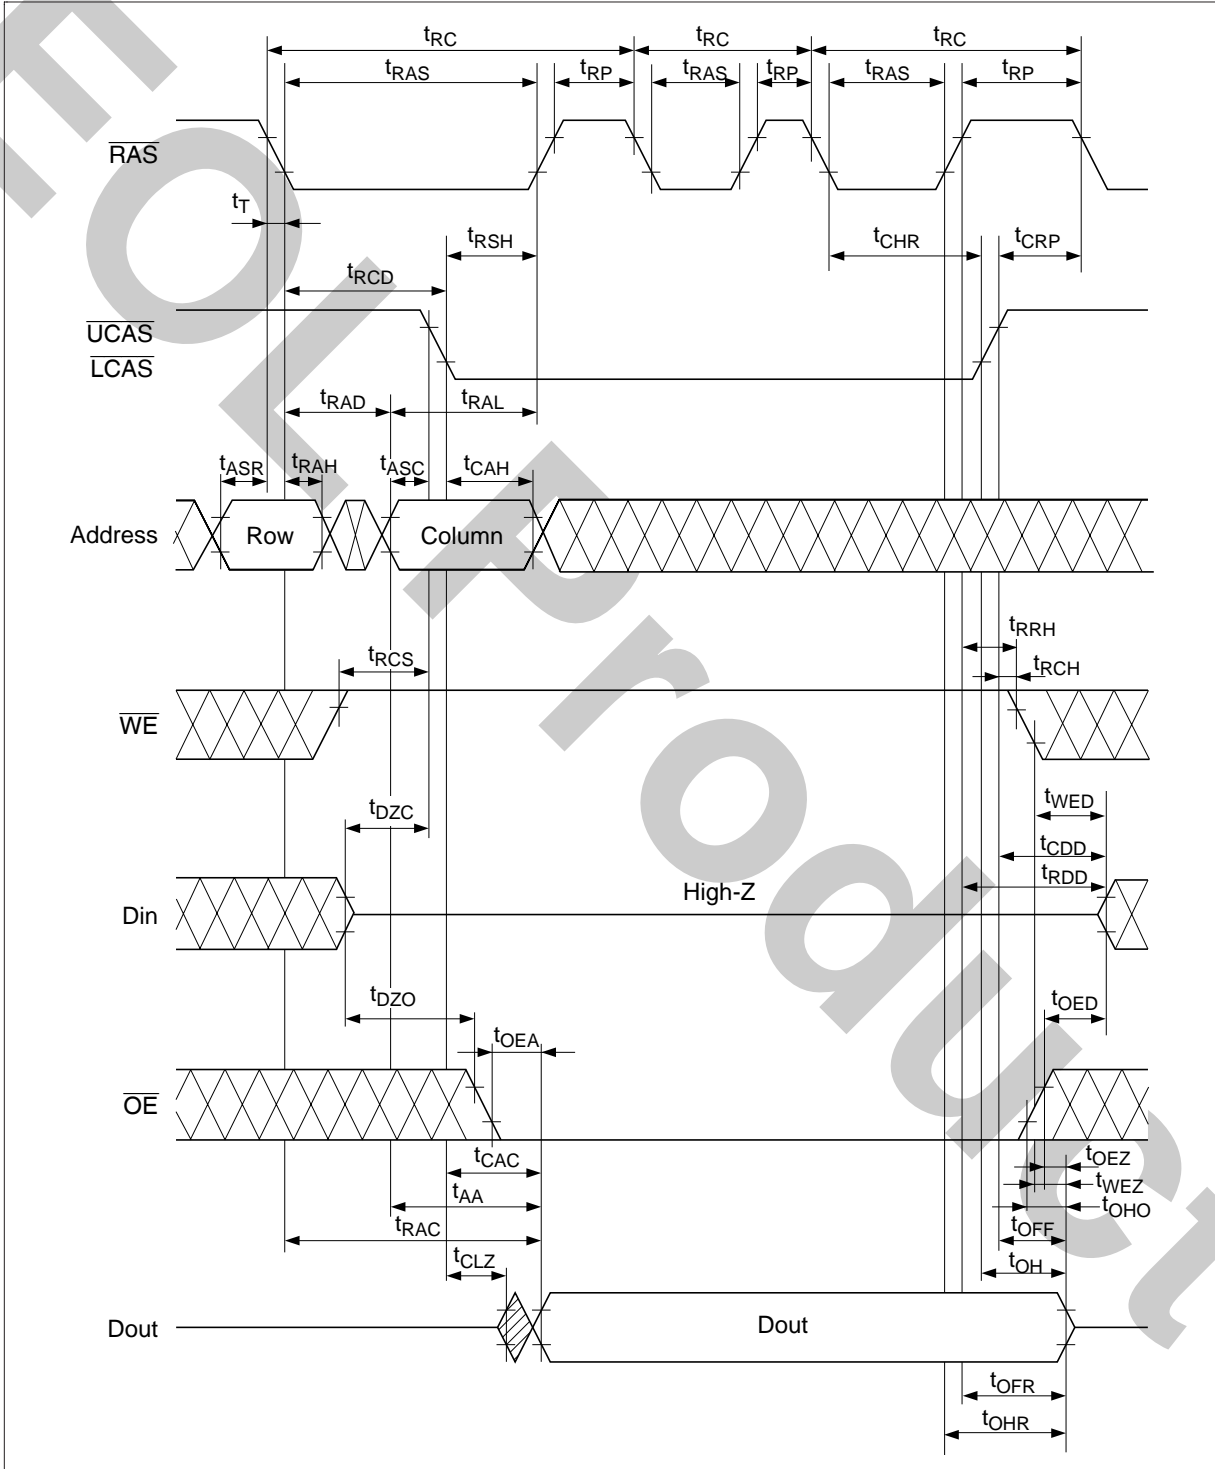 tRC tRC tRC
tRAS tRP tRAS tRP tRAS tRP
RAS
tT
tRSH tCHR tCRP
tRCD
UCAS
LCAS
tRAD tRAL
tASR tRAH tASC tCAH
Address Row Column
tRRH
tRCS tRCH
WE
tDZC tWED
tCDD
tRDD
High-Z
Din
tDZO tOED
tOEA
OE
tCAC tOEZ
tAA tWEZ
tOHO
tRAC tOFF
tCLZ tOH
Dout Dout
tOFR
tOHR
EOL Product